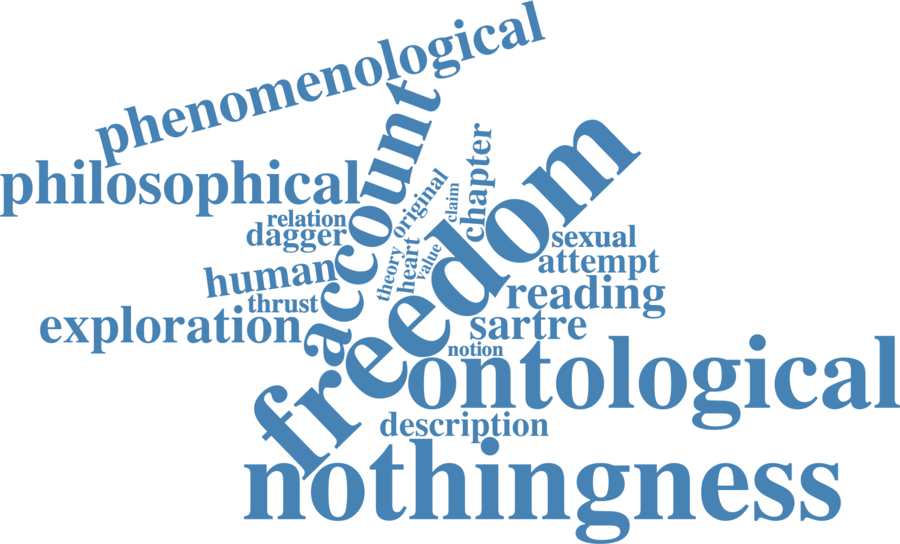 phenomenological
account
philosophical
freedom
chapter
original
claim
relation
dagger
sexual
theory
heart
value
attempt
human
thrust
reading
exploration
sartre
notion
ontological
description
nothingness